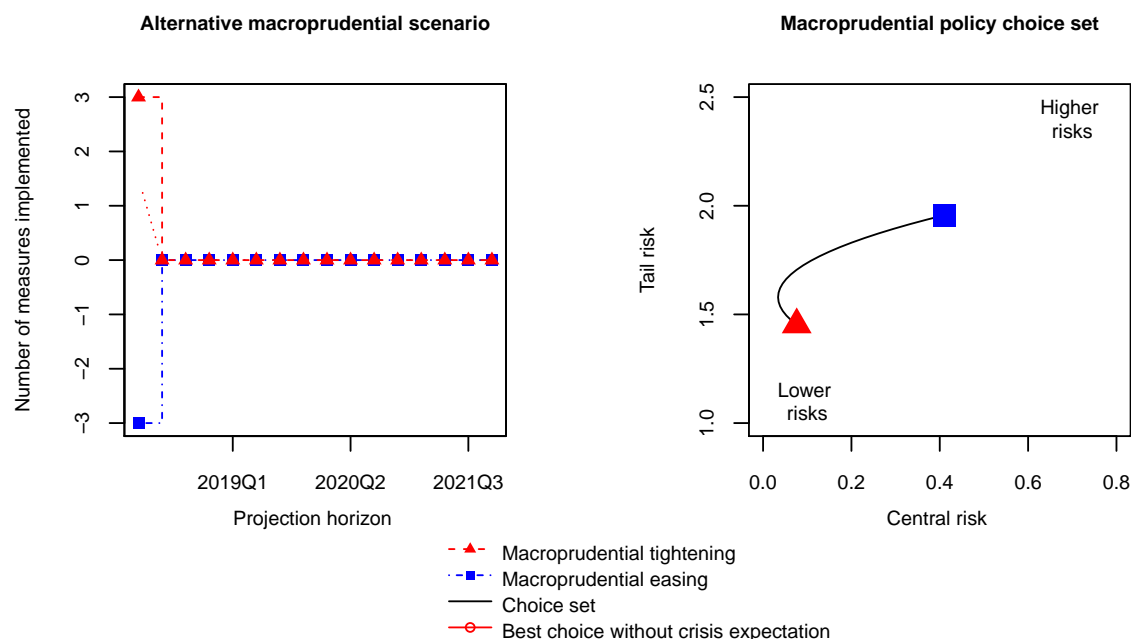 Alternative macroprudential scenario
Number of measures implemented
3
2
1
0
−1
−2
−3
2019Q1 2020Q2 2021Q3
Projection horizon
Macroprudential policy choice set
Tail risk
2.5
2.0
1.5
1.0
Higher
risks
Lower
risks
0.0 0.2 0.4 0.6 0.8
Central risk
Macroprudential tightening
Macroprudential easing
Choice set
Best choice without crisis expectation